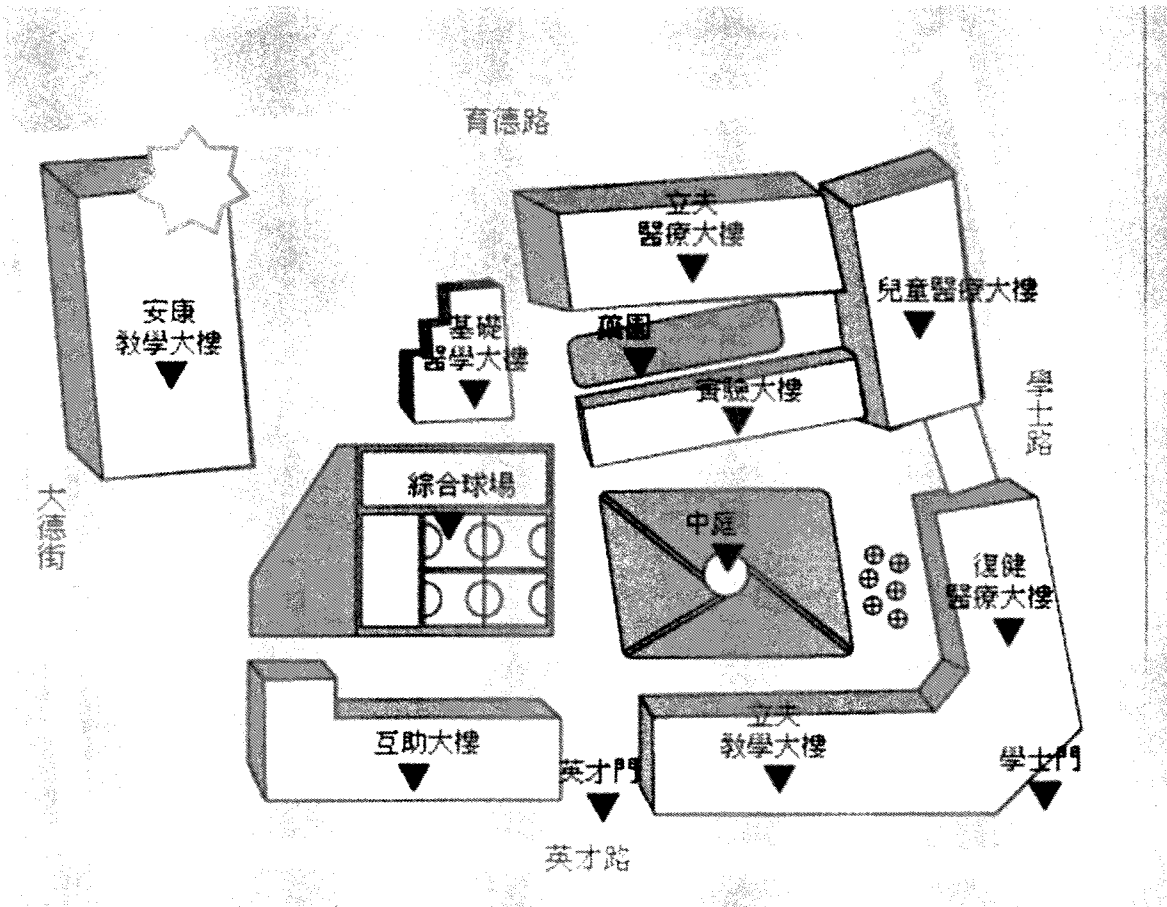 育德路
立夫
醫療大樓
兒童醫療大樓
安康
教學大樓
基礎
醫學大樓
藥園
實驗大樓
學士路
綜合球場
中庭
大德街
復健
醫療大樓
互助大樓
立夫
教學大樓
英才門
學士門
英才路